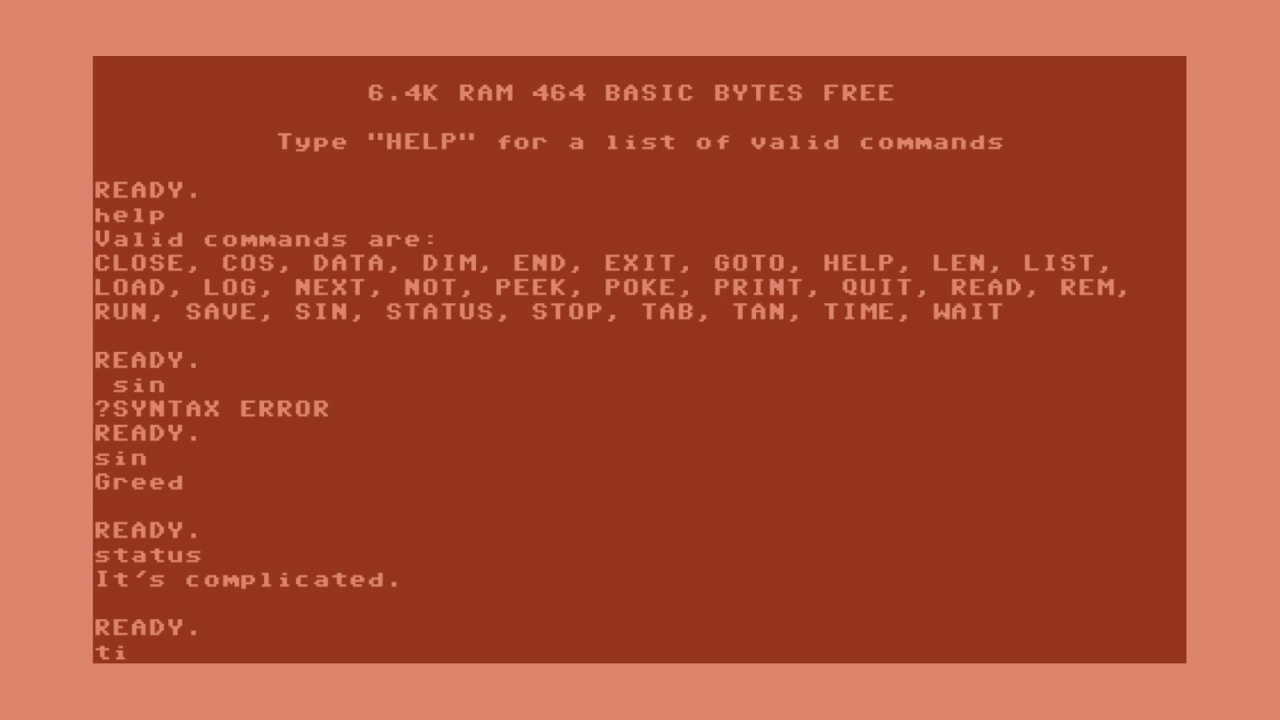 6.4K RAM 464 BASIC BYTES FREE
Type "HELP" for a list of valid commands
READY.
help
Valid commands are:
CLOSE, COS, DATA, DIM, END, EXIT, GOTO, HELP, LEN, LIST,
LOAD, LOG, NEXT, NOT, PEEK, POKE, PRINT, QUIT, READ, REM,
RUN, SAVE, SIN, STATUS, STOP, TAB, TAN, TIME, WAIT
READY.
 sin
?SYNTAX ERROR
READY.
sin
Greed
READY.
status
It's complicated.
READY.
ti